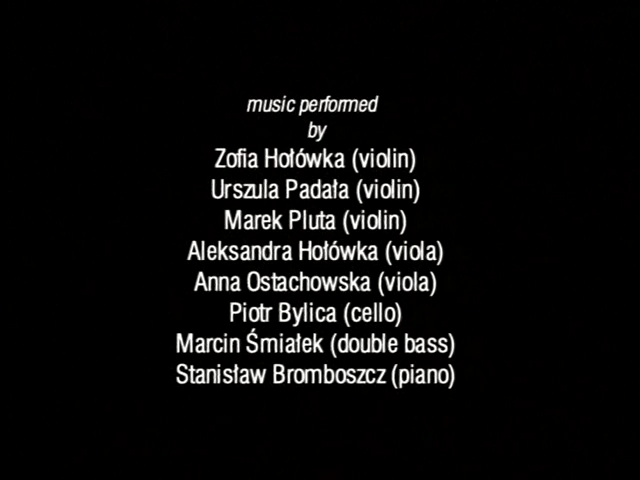 music performed
by
Zofia Hołówka (violin)
Urszula Padała (violin)
Marek Pluta (violin)
Aleksandra Hołówka (viola)
Anna Ostachowska (viola)
Piotr Bylica (cello)
Marcin Śmiałek (double bass)
Stanisław Bromboszcz (piano)